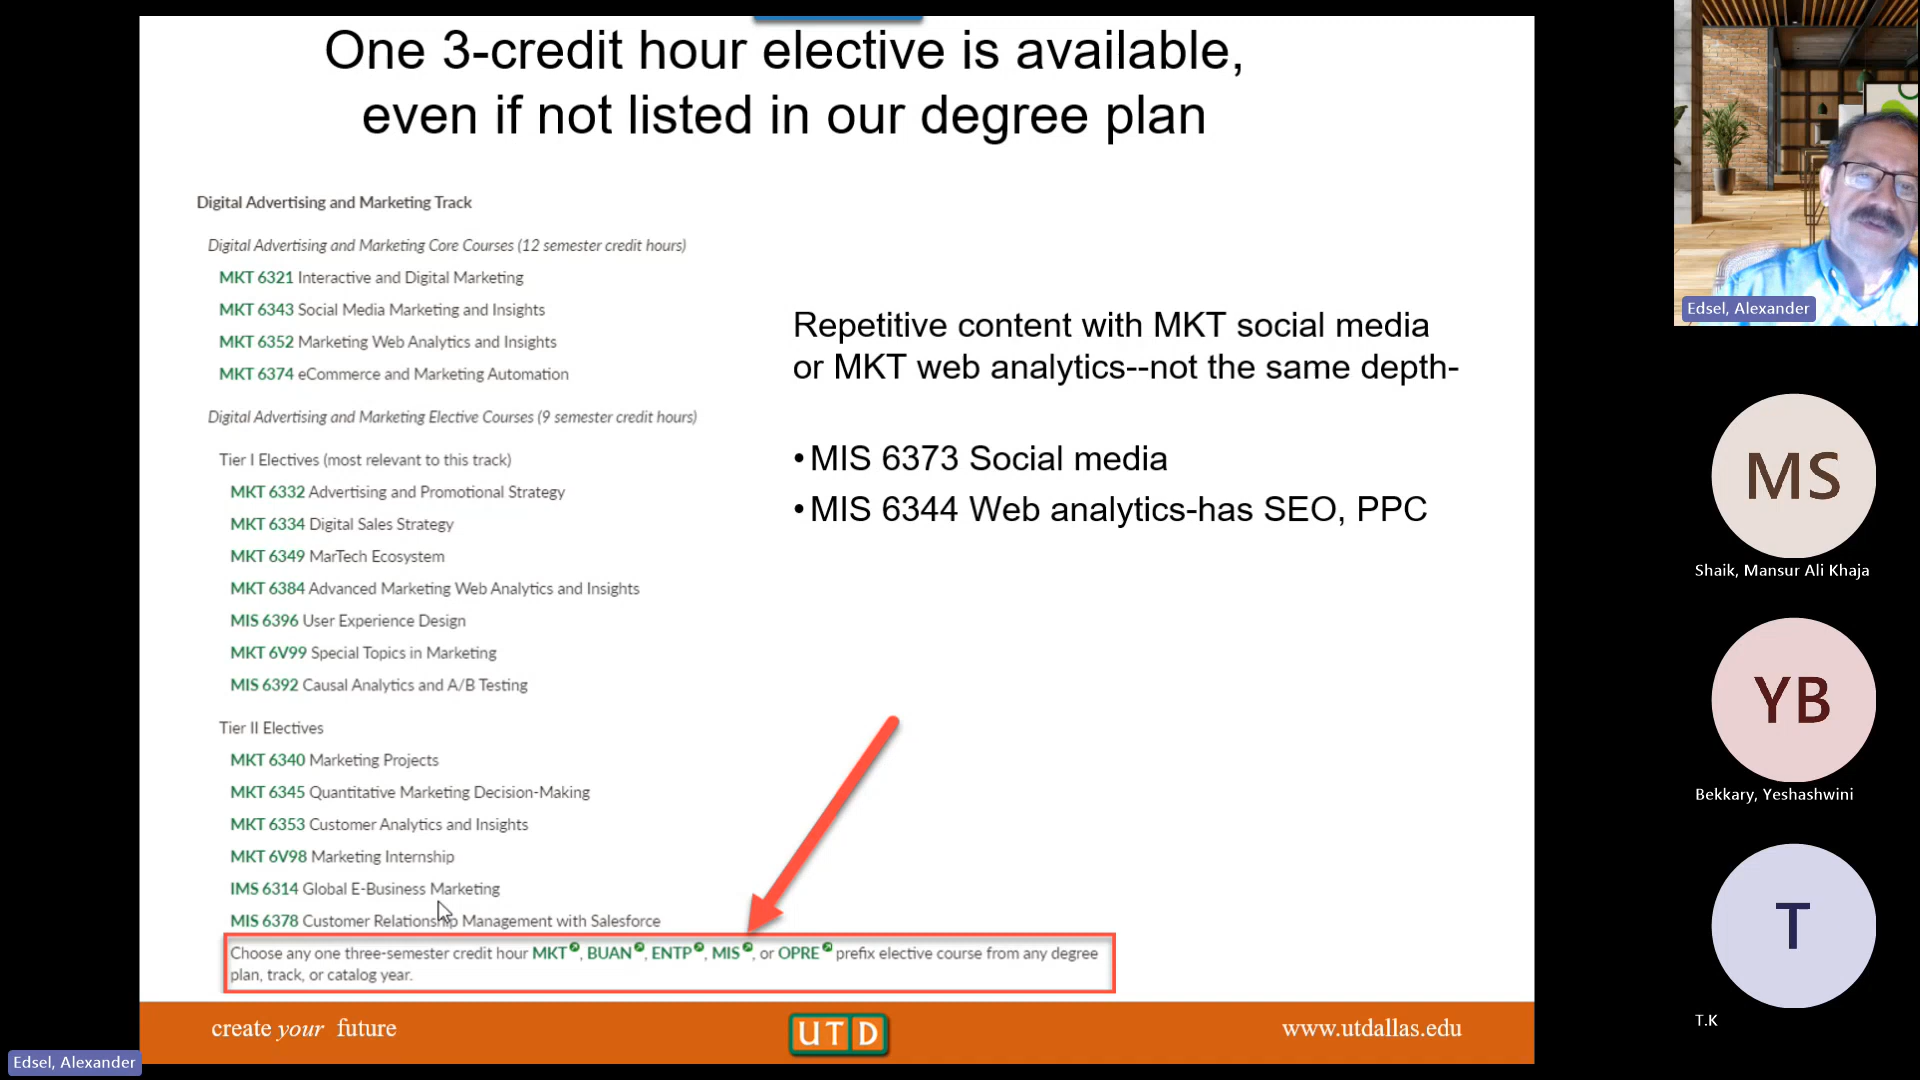 One 3-credit hour elective is available,
even if not listed in our degree plan
Digital Advertising and Marketing Track
Digital Advertising and Marketing Core Courses (12 semester credit hours)
MKT 6321 Interactive and Digital Marketing
MKT 6343 Social Media Marketing and Insights
MKT 6352 Marketing Web Analytics and Insights
MKT 6374 eCommerce and Marketing Automation
Digital Advertising and Marketing Elective Courses (9 semester credit hours)
Tier I Electives (most relevant to this track)
MKT 6332 Advertising and Promotional Strategy
MKT 6334 Digital Sales Strategy
MKT 6349 MarTech Ecosystem
MKT 6384 Advanced Marketing Web Analytics and Insights
MIS 6396 User Experience Design
MKT 6V99 Special Topics in Marketing
MIS 6392 Causal Analytics and A/B Testing
Tier II Electives
MKT 6340 Marketing Projects
MKT 6345 Quantitative Marketing Decision-Making
MKT 6353 Customer Analytics and Insights
MKT 6V98 Marketing Internship
IMS 6314 Global E-Business Marketing
MIS 6378 Customer Relationship Management with Salesforce
Choose any one three-semester credit hour MKT, BUAN, ENTP, MIS, or OPRE prefix elective course from any degree
plan, track, or catalog year.
Repetitive content with MKT social media
or MKT web analytics--not the same depth-
•MIS 6373 Social media
•MIS 6344 Web analytics-has SEO, PPC
create your future
UTD
www.utdallas.edu
Edsel, Alexander
Edsel, Alexander
MS
Shaik, Mansur Ali Khaja
YB
Bekkary, Yeshashwini
T
T.K